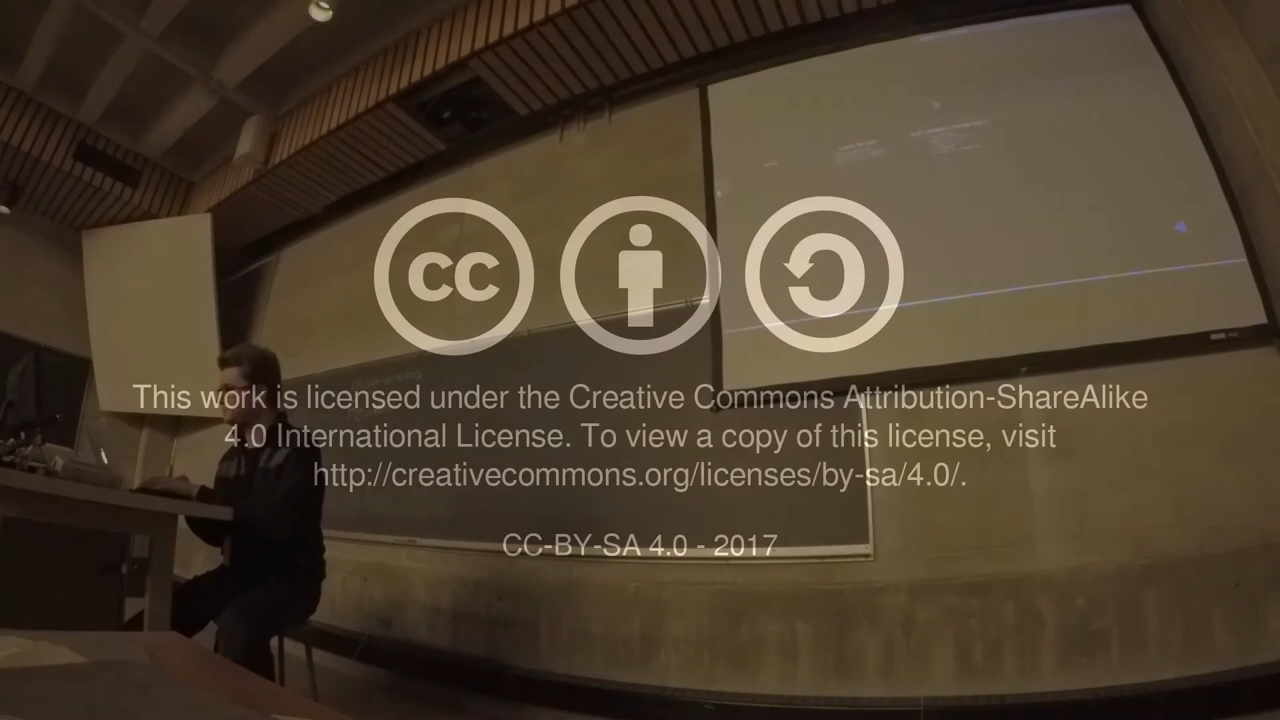 cc
This work is licensed under the Creative Commons Attribution-ShareAlike
4.0 International License. To view a copy of this license, visit
http://creativecommons.org/licenses/by-sa/4.0/.
CC-BY-SA 4.0 - 2017